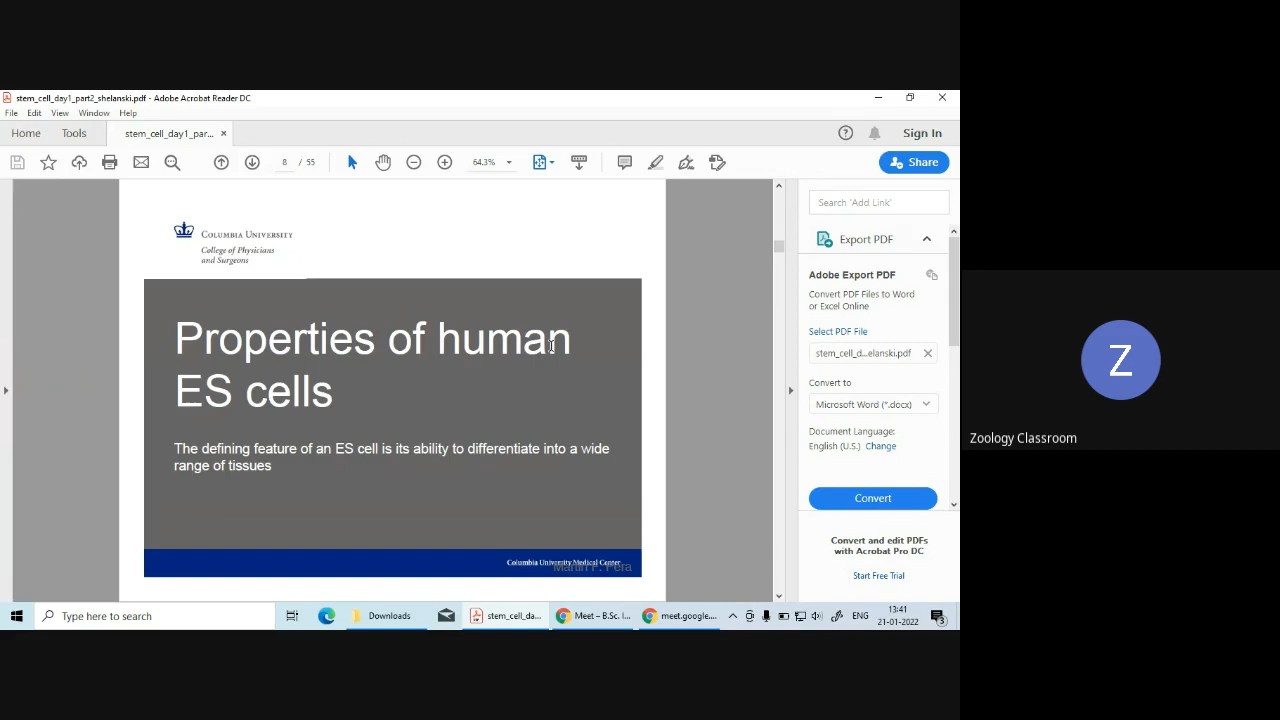 stem_cell_day1_part2_shelanski.pdf - Adobe Acrobat Reader DC
File Edit View Window Help
Home Tools stem_cell_day1_par... × Sign In
8 / 55 64.3% Share
COLUMBIA UNIVERSITY
College of Physicians
and Surgeons
Properties of human
ES cells
The defining feature of an ES cell is its ability to differentiate into a wide
range of tissues
Columbia University Medical Center
Martin F. Pera
Search 'Add Link'
Export PDF
Adobe Export PDF
Convert PDF Files to Word
or Excel Online
Select PDF File
stem_cell_d...elanski.pdf
Convert to
Microsoft Word (*.docx)
Document Language:
English (U.S.) Change
Convert
Convert and edit PDFs
with Acrobat Pro DC
Start Free Trial
Z
Zoology Classroom
Type here to search Downloads stem_cell_da... Meet – B.Sc. I... meet.google.... ENG 13:41
21-01-2022 3